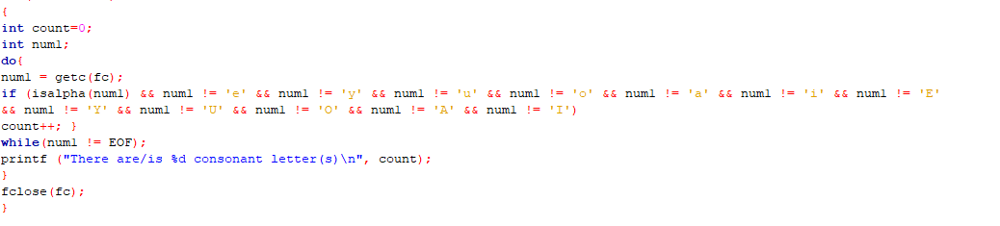 {
int count=0;
int num1;
do{
num1 = getc(fc);
if (isalpha(num1) && num1 != 'e' && num1 != 'y' && num1 != 'u' && num1 != 'o' && num1 != 'a' && num1 != 'i' && num1 != 'E'
&& num1 != 'Y' && num1 != 'U' && num1 != 'O' && num1 != 'A' && num1 != 'I')
count++; }
while(num1 != EOF);
printf ("There are/is %d consonant letter(s)\n", count);
}
fclose(fc);
}